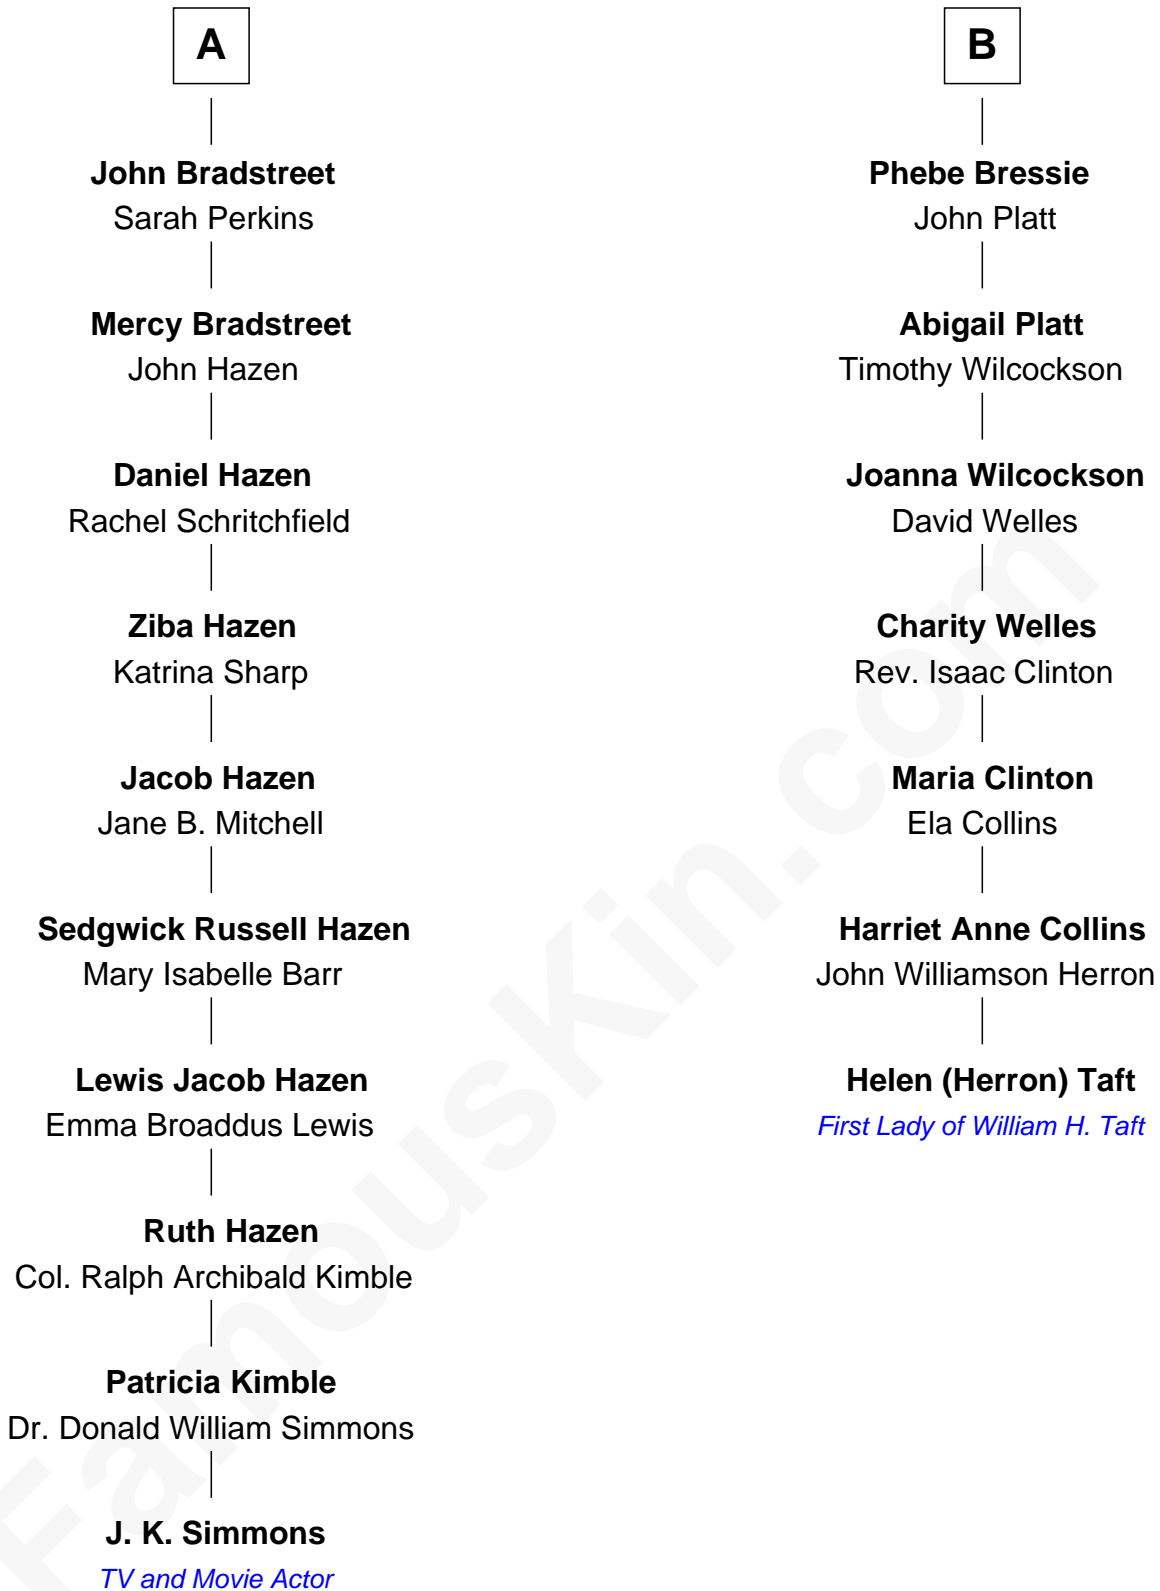 A
John Bradstreet
Sarah Perkins
Mercy Bradstreet
John Hazen
Daniel Hazen
Rachel Schritchfield
Ziba Hazen
Katrina Sharp
Jacob Hazen
Jane B. Mitchell
Sedgwick Russell Hazen
Mary Isabelle Barr
Lewis Jacob Hazen
Emma Broaddus Lewis
Ruth Hazen
Col. Ralph Archibald Kimble
Patricia Kimble
Dr. Donald William Simmons
J. K. Simmons
TV and Movie Actor
B
Phebe Bressie
John Platt
Abigail Platt
Timothy Wilcockson
Joanna Wilcockson
David Welles
Charity Welles
Rev. Isaac Clinton
Maria Clinton
Ela Collins
Harriet Anne Collins
John Williamson Herron
Helen (Herron) Taft
First Lady of William H. Taft
FamousKin.com